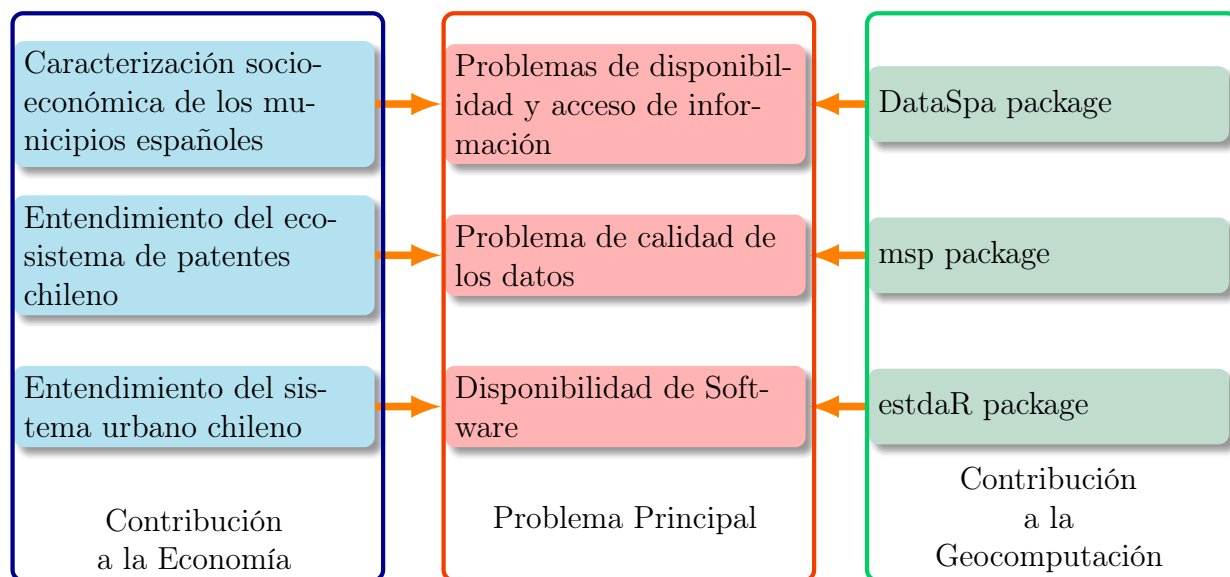 Caracterización socio-
económica de los mu-
nicipios españoles
Entendimiento del eco-
sistema de patentes
chileno
Entendimiento del sis-
tema urbano chileno
Contribución
a la Economía
Problemas de disponibil-
idad y acceso de infor-
mación
Problema de calidad de
los datos
Disponibilidad de Soft-
ware
Problema Principal
DataSpa package
msp package
estdaR package
Contribución
a la
Geocomputación